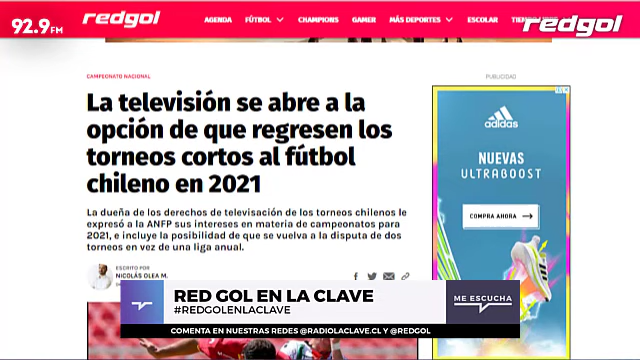 92.9FM
redgol
AGENDA FÚTBOL CHAMPIONS GAMER MÁS DEPORTES ESCOLAR
redgol
CAMPEONATO NACIONAL
La televisión se abre a la
opción de que regresen los
torneos cortos al fútbol
chileno en 2021
La dueña de los derechos de televisación de los torneos chilenos le
expresó a la ANFP sus intereses en materia de campeonatos para
2021, e incluye la posibilidad de que se vuelva a la disputa de dos
torneos en vez de una liga anual.
ESCRITO POR
NICOLÁS OLEA M.
PUBLICIDAD
adidas
NUEVAS
ULTRABOOST
COMPRA AHORA
RED GOL EN LA CLAVE
#REDGOLENLACLAVE
ME ESCUCHA
COMENTA EN NUESTRAS REDES @RADIOLACLAVE.CL Y @REDGOL